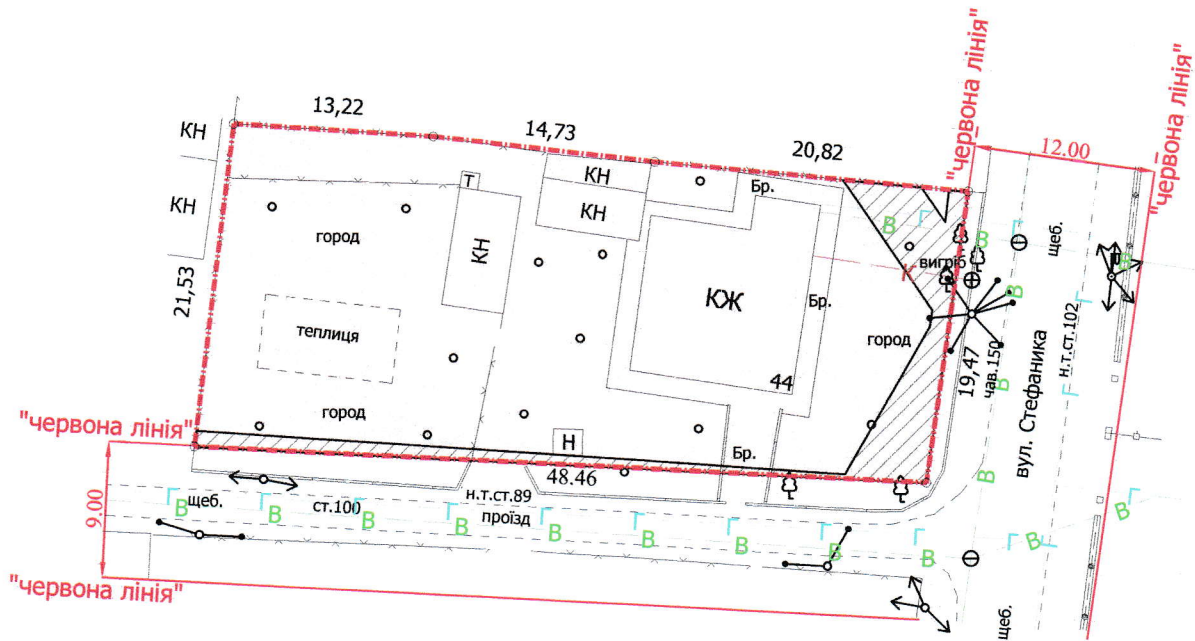 "червона лінія"
"червона лінія"
12.00
13,22
14,73
20,82
КН
КН
КН
КН
КН
Т
Бр.
В
Г
В
Г
щеб.
город
вигріб
К
В
21,53
КЖ
Бр.
В
Г
теплиця
город
19,47
чав.150
н.т.ст.102
вул. Стефаника
44
В
Г
город
"червона лінія"
Н
Бр.
48.46
н.т.ст.89
В
9.00
щеб.
ст.100
проїзд
Г
В
Г
В
Г
В
Г
В
Г
В
Г
В
Г
В
Г
В
Г
В
Г
В
Г
В
Г
"червона лінія"
щеб.